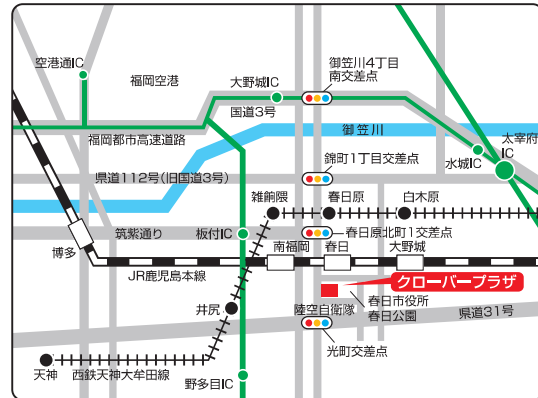 空港通IC
福岡空港
大野城IC
国道3号
御笠川4丁目
南交差点
福岡都市高速道路
御笠川
太宰府
IC
水城IC
錦町1丁目交差点
県道112号(旧国道3号)
雑餉隈
春日原
白木原
筑紫通り
板付IC
春日原北町1交差点
博多
南福岡
春日
大野城
JR鹿児島本線
クローバープラザ
春日市役所
春日公園
井尻
陸空自衛隊
県道31号
光町交差点
天神
西鉄天神大牟田線
野多目IC